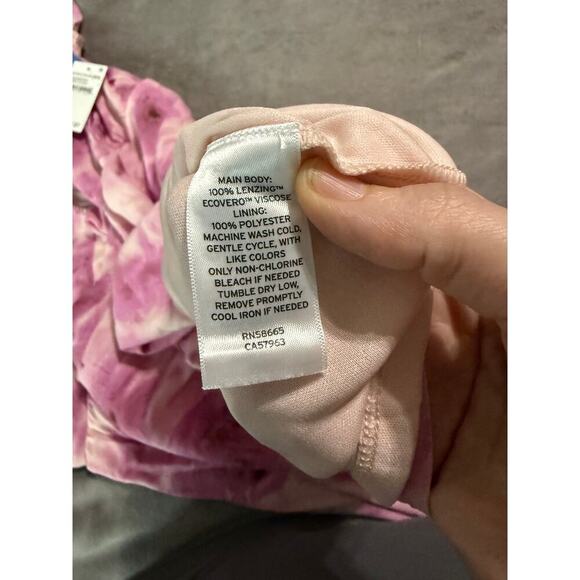 MAIN BODY:
100% LENZING™
ECOVERO™ VISCOSE
LINING:
100% POLYESTER
MACHINE WASH COLD,
GENTLE CYCLE, WITH
LIKE COLORS
ONLY NON-CHLORINE
BLEACH IF NEEDED
TUMBLE DRY LOW,
REMOVE PROMPTLY
COOL IRON IF NEEDED
RN58665
CA57963